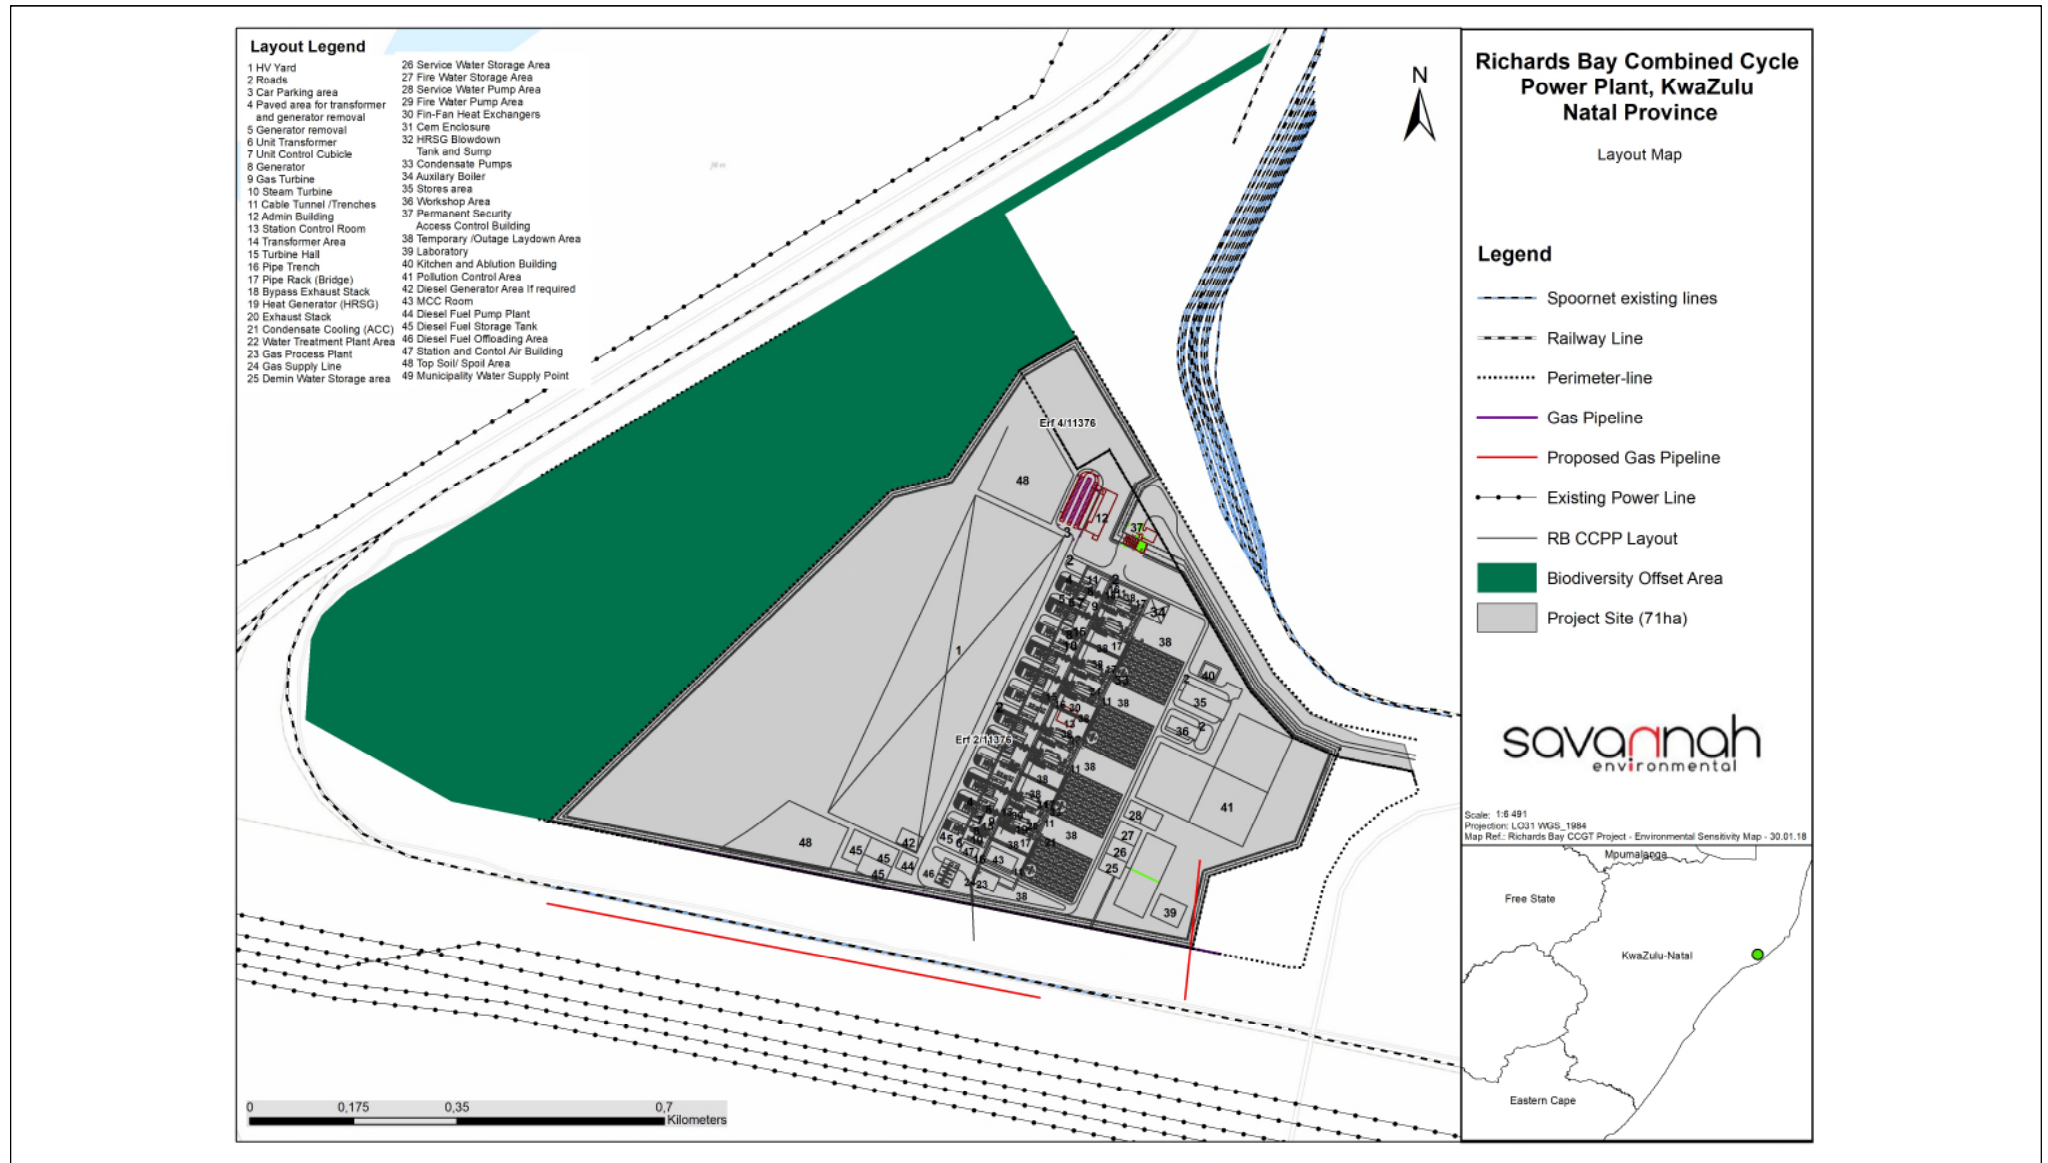 Layout Legend
1 HV Yard
2 Roads
3 Car Parking area
4 Paved area for transformer
and generator removal
5 Generator removal
6 Unit Transformer
7 Unit Control Cubicle
8 Generator
9 Gas Turbine
10 Steam Turbine
11 Cable Tunnel /Trenches
12 Admin Building
13 Station Control Room
14 Transformer Area
15 Turbine Hall
16 Pipe Trench
17 Pipe Rack (Bridge)
18 Bypass Exhaust Stack
19 Heat Generator (HRSG)
20 Exhaust Stack
21 Condensate Cooling (ACC)
22 Water Treatment Plant Area
23 Gas Process Plant
24 Gas Supply Line
25 Demin Water Storage area
26 Service Water Storage Area
27 Fire Water Storage Area
28 Service Water Pump Area
29 Fire Water Pump Area
30 Fin-Fan Heat Exchangers
31 Cem Enclosure
32 HRSG Blowdown
Tank and Sump
33 Condensate Pumps
34 Auxilary Boiler
35 Stores area
36 Workshop Area
37 Permanent Security
Access Control Building
38 Temporary /Outage Laydown Area
39 Laboratory
40 Kitchen and Ablution Building
41 Pollution Control Area
42 Diesel Generator Area If required
43 MCC Room
44 Diesel Fuel Pump Plant
45 Diesel Fuel Storage Tank
46 Diesel Fuel Offloading Area
47 Station and Contol Air Building
48 Top Soil/ Spoil Area
49 Municipality Water Supply Point
N
Erf 4/11376
48
12
37
3
2
4
11
2
34
38
1
40
35
2
36
2
Erf 2/11376
38
38
41
28
27
26
25
39
48
42
45
45
45
44
46
47
43
23
38
38
0 0,175 0,35 0,7
Kilometers
Richards Bay Combined Cycle
Power Plant, KwaZulu
Natal Province
Layout Map
Legend
Spoornet existing lines
Railway Line
Perimeter-line
Gas Pipeline
Proposed Gas Pipeline
Existing Power Line
RB CCPP Layout
Biodiversity Offset Area
Project Site (71ha)
savannah
environmental
Scale: 1:6 491
Projection: LO31 WGS_1984
Map Ref.: Richards Bay CCGT Project - Environmental Sensitivity Map - 30.01.18
Mpumalanga
Free State
KwaZulu-Natal
Eastern Cape